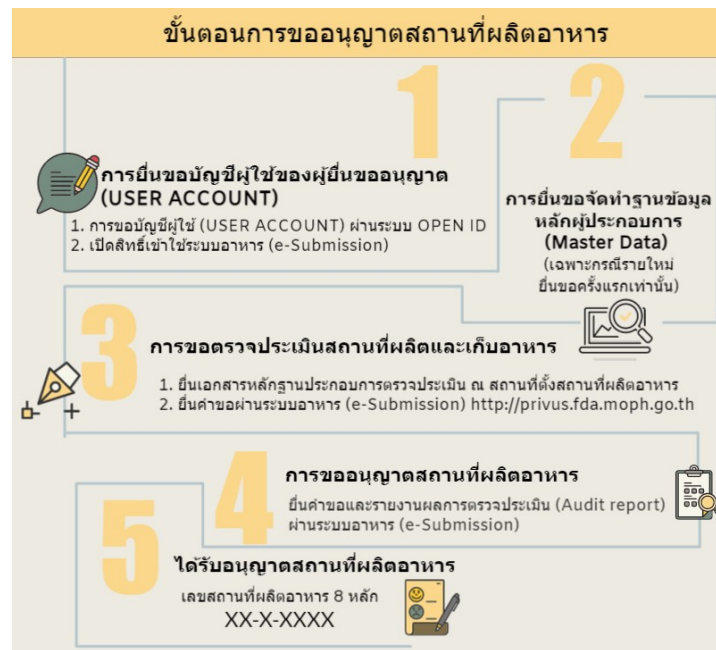 ขั้นตอนการขออนุญาตสถานที่ผลิตอาหาร
1
การยื่นขอบัญชีผู้ใช้ของผู้ยื่นขออนุญาต
(USER ACCOUNT)
1. การขอบัญชีผู้ใช้ (USER ACCOUNT) ผ่านระบบ OPEN ID
2. เปิดสิทธิ์เข้าใช้ระบบอาหาร (e-Submission)
2
การยื่นขอจัดทำฐานข้อมูล
หลักผู้ประกอบการ
(Master Data)
(เฉพาะกรณีรายใหม่
ยื่นขอครั้งแรกเท่านั้น)
3
การขอตรวจประเมินสถานที่ผลิตและเก็บอาหาร
1. ยื่นเอกสารหลักฐานประกอบการตรวจประเมิน ณ สถานที่ตั้งสถานที่ผลิตอาหาร
2. ยื่นคำขอผ่านระบบอาหาร (e-Submission) http://privus.fda.moph.go.th
4
การขออนุญาตสถานที่ผลิตอาหาร
ยื่นคำขอและรายงานผลการตรวจประเมิน (Audit report)
ผ่านระบบอาหาร (e-Submission)
5
ได้รับอนุญาตสถานที่ผลิตอาหาร
เลขสถานที่ผลิตอาหาร 8 หลัก
XX-X-XXXX